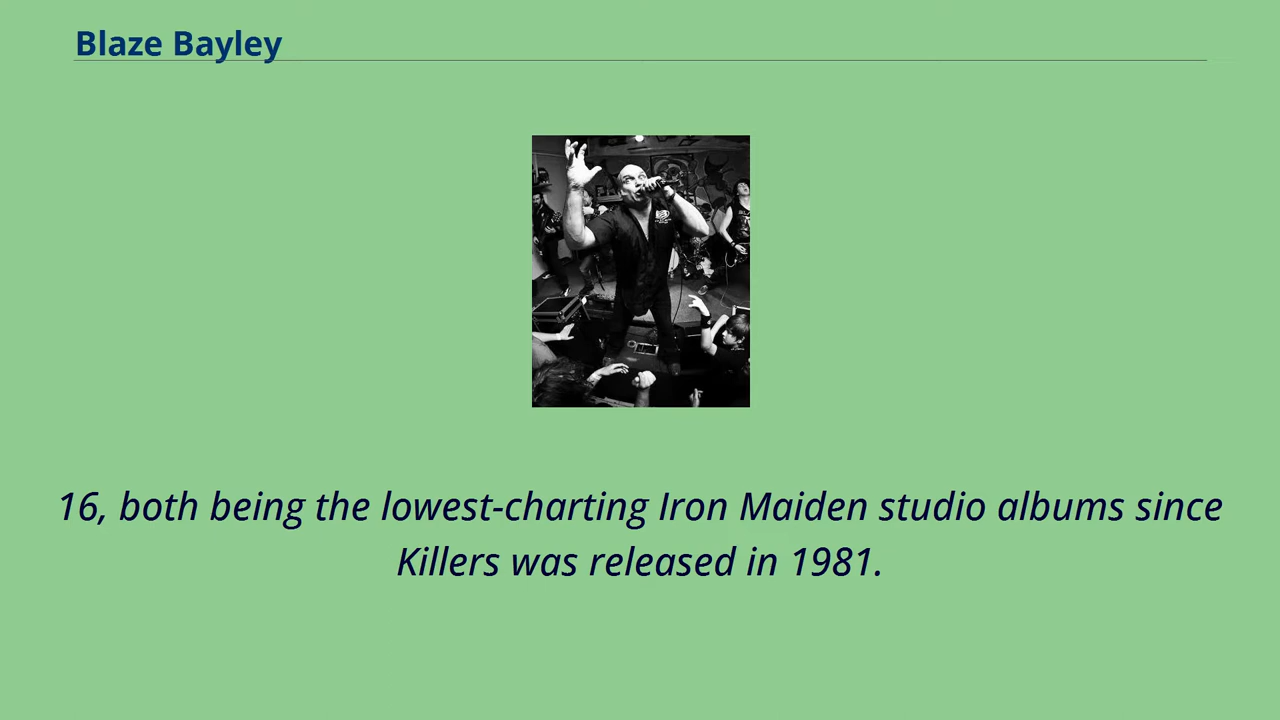 Blaze Bayley
16, both being the lowest-charting Iron Maiden studio albums since
Killers was released in 1981.